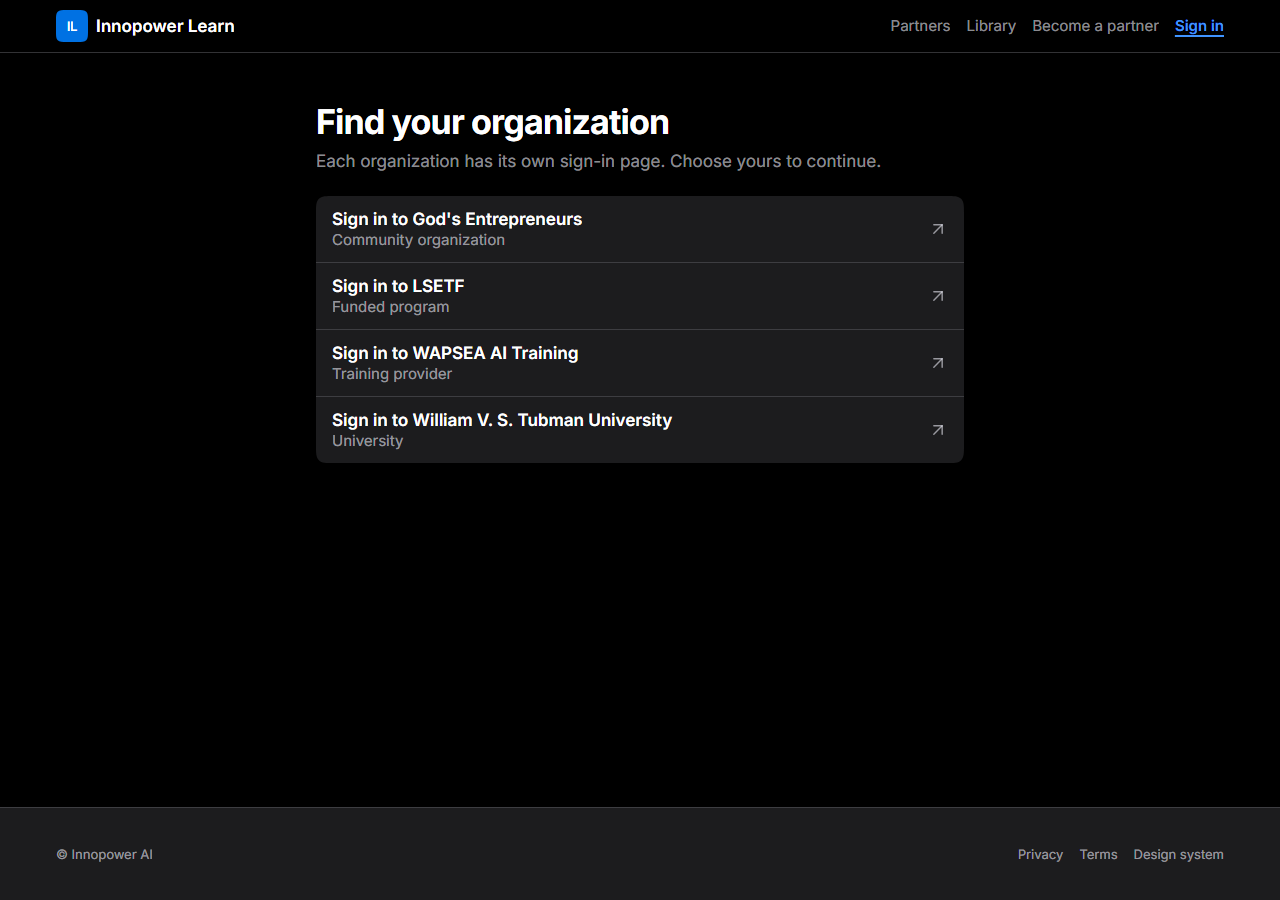 IL Innopower Learn
Partners Library Become a partner Sign in
Find your organization
Each organization has its own sign-in page. Choose yours to continue.
Sign in to God's Entrepreneurs
Community organization
Sign in to LSETF
Funded program
Sign in to WAPSEA AI Training
Training provider
Sign in to William V. S. Tubman University
University
© Innopower AI
Privacy Terms Design system